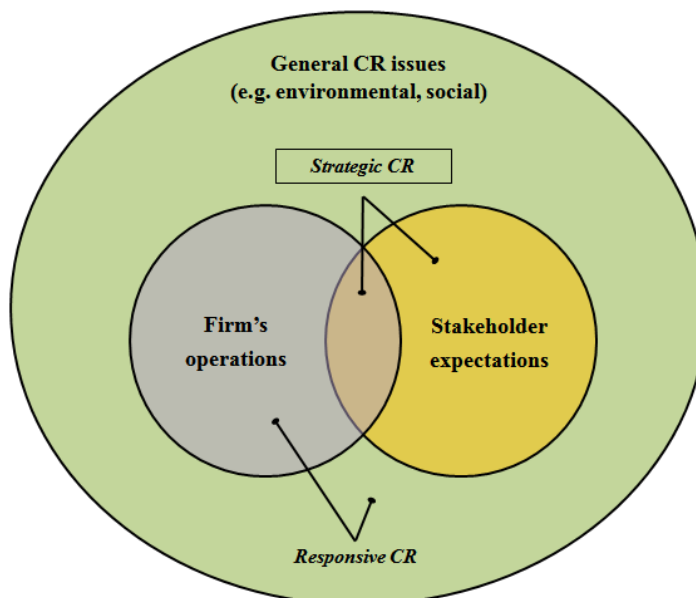 General CR issues
(e.g. environmental, social)
Strategic CR
Firm's
operations
Stakeholder
expectations
Responsive CR